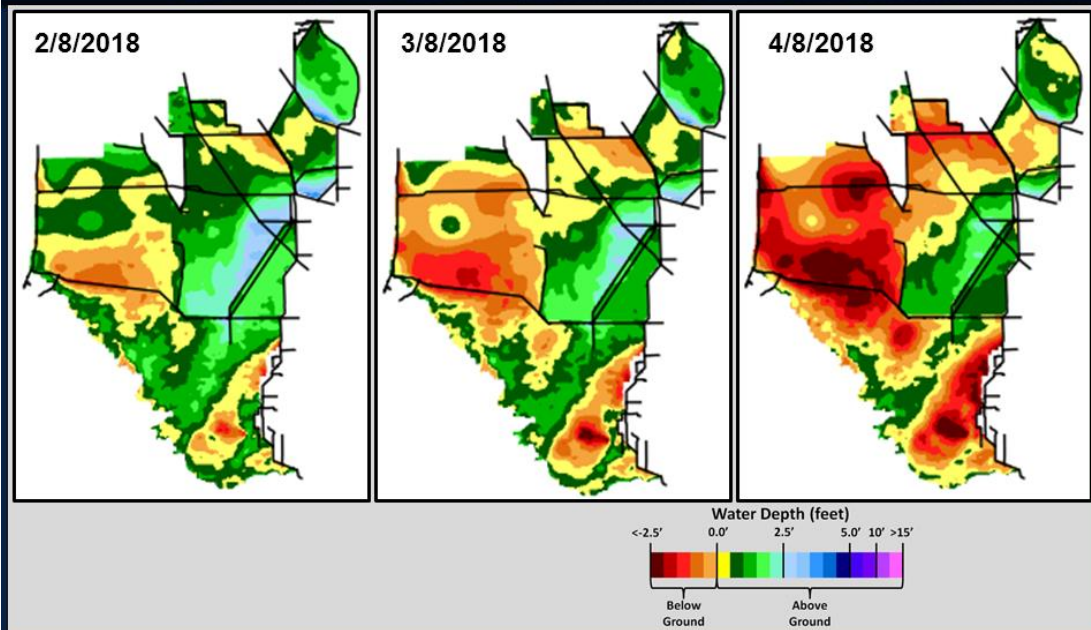 2/8/2018
3/8/2018
4/8/2018
Water Depth (feet)
<-2.5' 0.0' 2.5' 5.0' 10' >15'
Below Above
Ground Ground